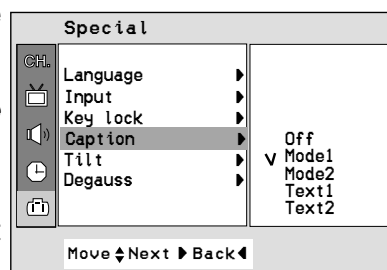 Special
CH.
Language
Input
Key lock
Caption
Tilt
Degauss
Off
Mode1
Mode2
Text1
Text2
Move Next Back